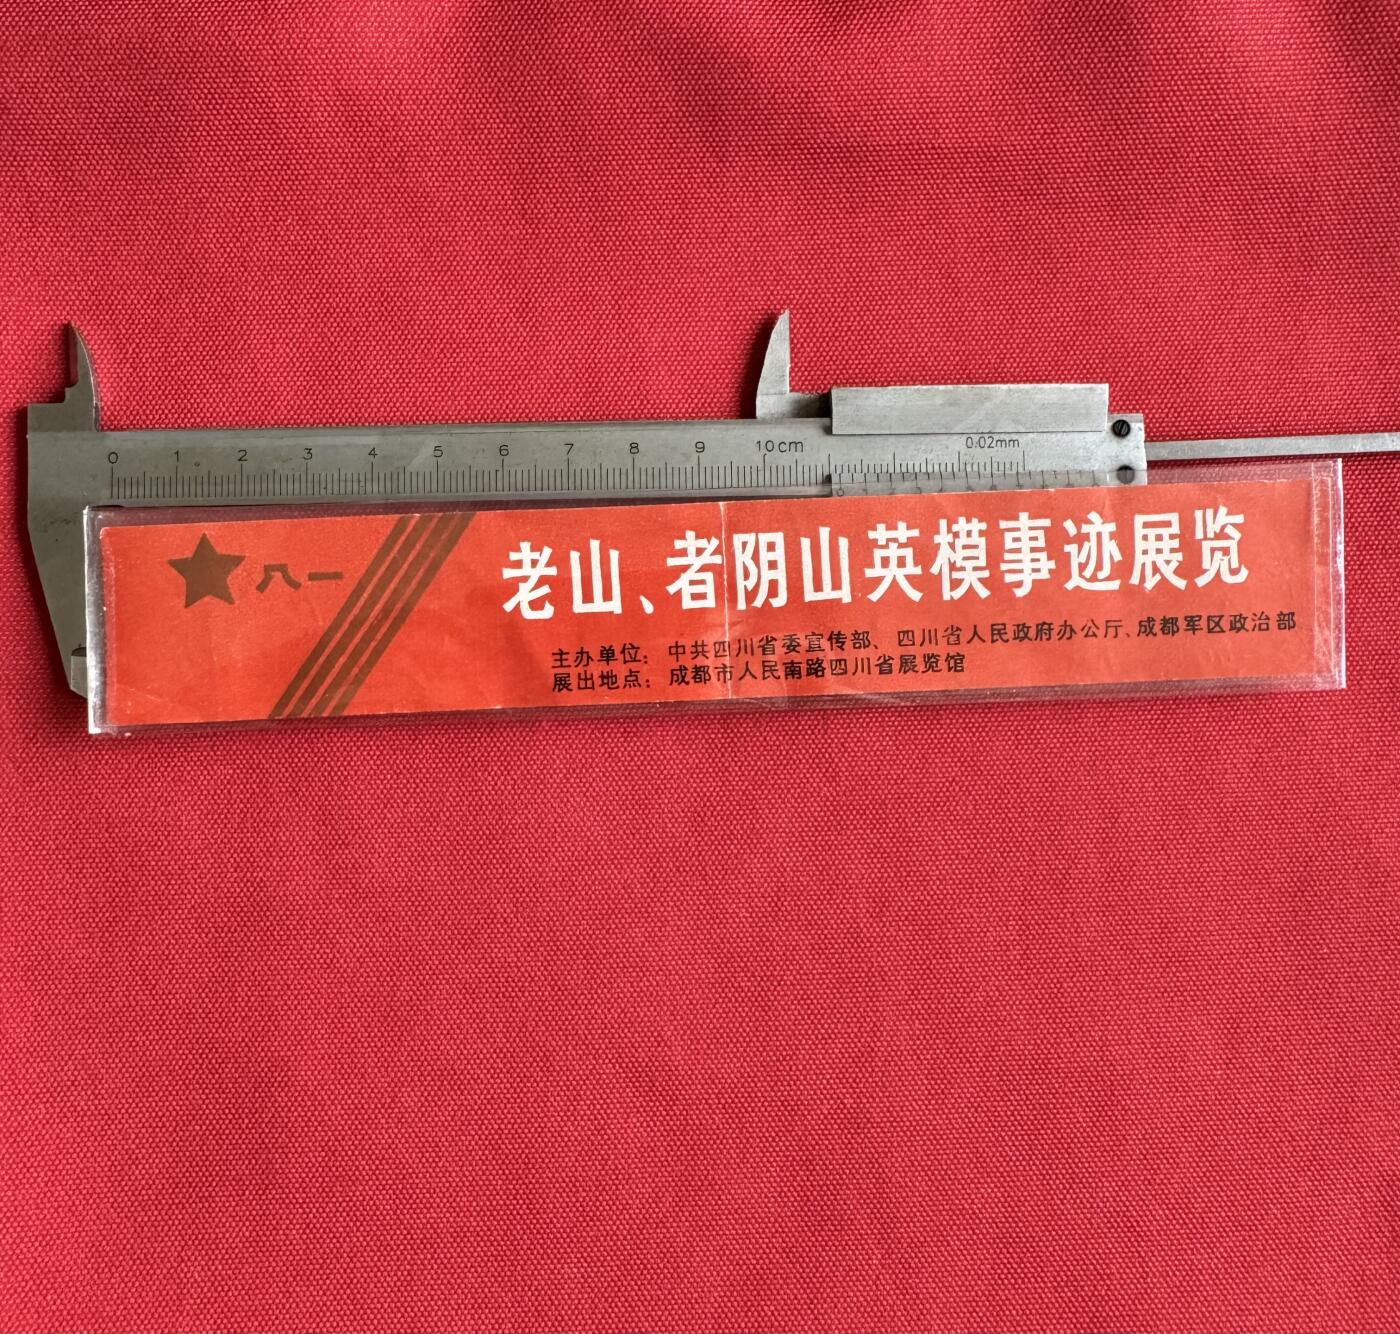 0 1 2 3 4 5 6 7 8 9 10cm 0.02mm
八一
老山、者阴山英模事迹展览
主办单位：中共四川省委宣传部、四川省人民政府办公厅、成都军区政治部
展出地点：成都市人民南路四川省展览馆